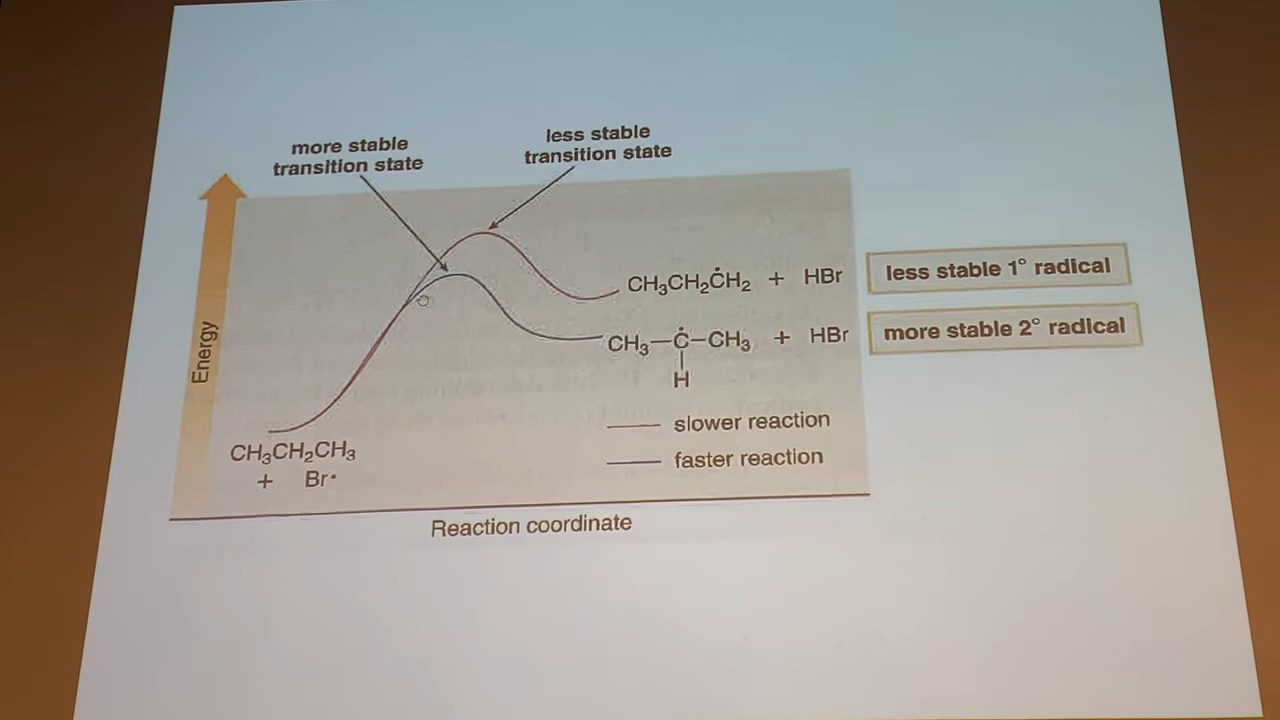 more stable
transition state
less stable
transition state
Energy
CH₃CH₂ĊH₂ + HBr
less stable 1° radical
CH₃—Ċ—CH₃ + HBr
H
more stable 2° radical
slower reaction
faster reaction
CH₃CH₂CH₃
+ Br·
Reaction coordinate